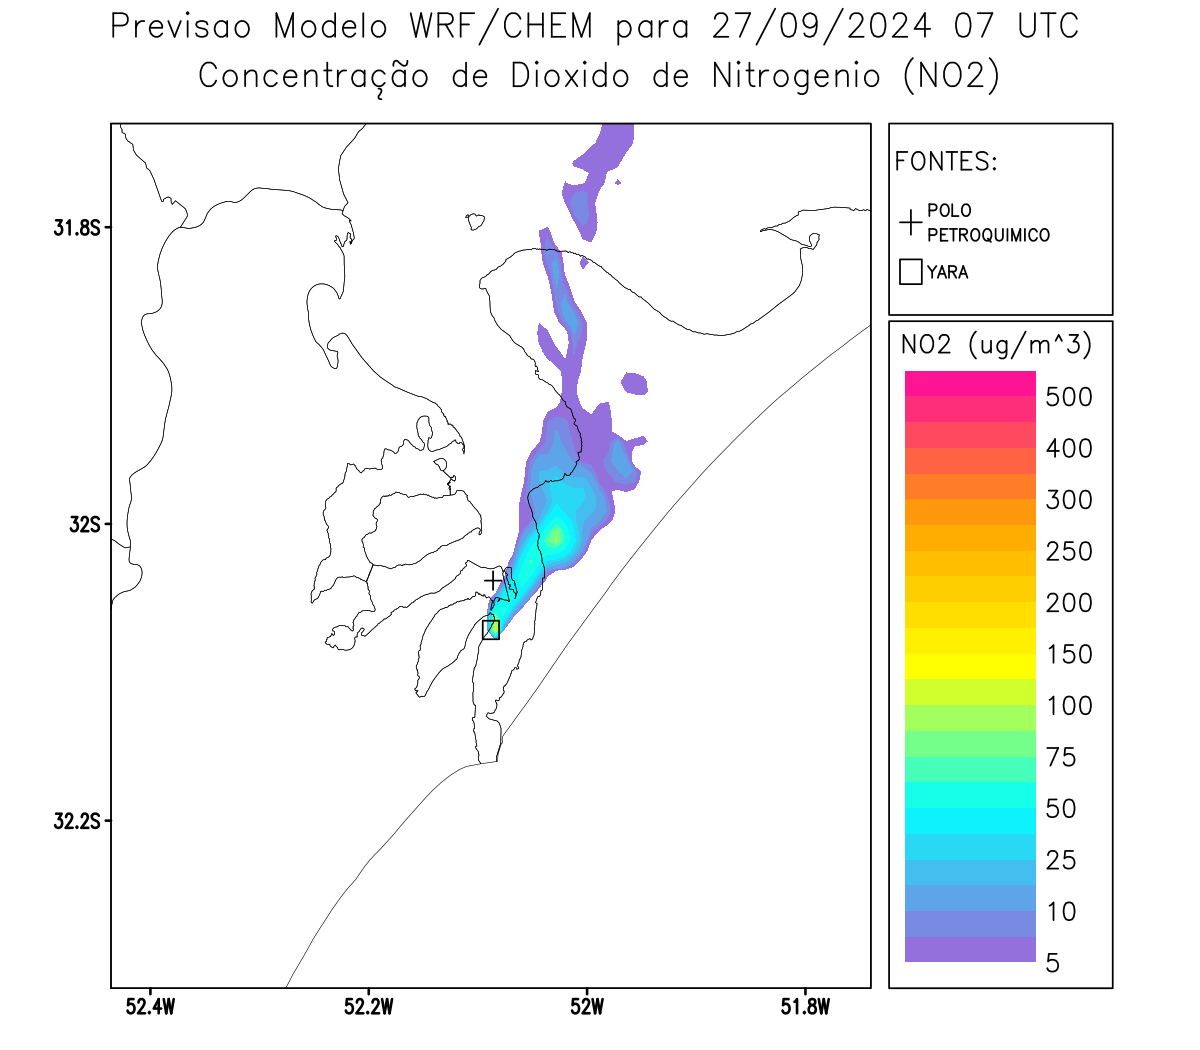 Previsao Modelo WRF/CHEM para 27/09/2024 07 UTC
Concentração de Dioxido de Nitrogenio (NO2)
FONTES:
POLO
PETROQUIMICO
YARA
NO2 (ug/m^3)
500
400
300
250
200
150
100
75
50
25
10
5
31.8S
32S
32.2S
52.4W
52.2W
52W
51.8W